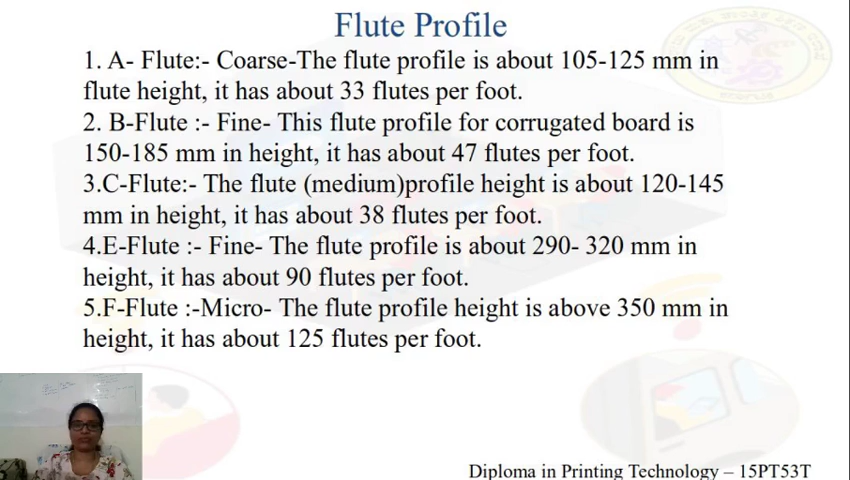 Flute Profile
1. A- Flute:- Coarse-The flute profile is about 105-125 mm in
flute height, it has about 33 flutes per foot.
2. B-Flute :- Fine- This flute profile for corrugated board is
150-185 mm in height, it has about 47 flutes per foot.
3.C-Flute:- The flute (medium)profile height is about 120-145
mm in height, it has about 38 flutes per foot.
4.E-Flute :- Fine- The flute profile is about 290- 320 mm in
height, it has about 90 flutes per foot.
5.F-Flute :-Micro- The flute profile height is above 350 mm in
height, it has about 125 flutes per foot.
Diploma in Printing Technology – 15PT53T